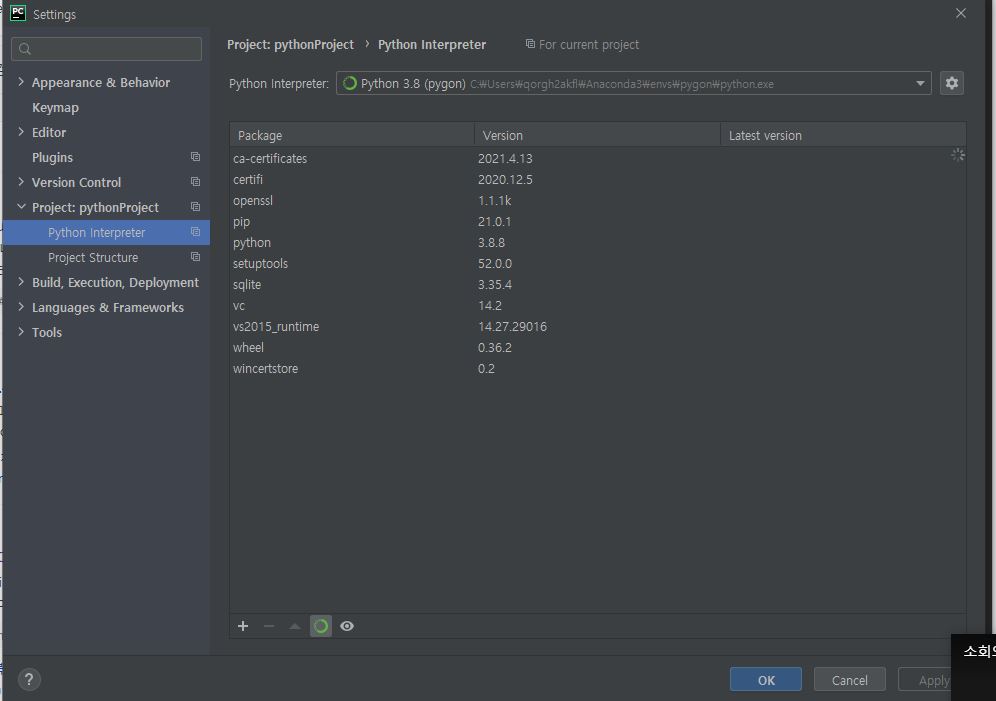 PC Settings
Project: pythonProject › Python Interpreter For current project
Python Interpreter: Python 3.8 (pygon) C:₩Users₩qorgh2akfl₩Anaconda3₩envs₩pygon₩python.exe
Appearance & Behavior
Keymap
Editor
Plugins
Version Control
Project: pythonProject
Python Interpreter
Project Structure
Build, Execution, Deployment
Languages & Frameworks
Tools
Package Version Latest version
ca-certificates 2021.4.13
certifi 2020.12.5
openssl 1.1.1k
pip 21.0.1
python 3.8.8
setuptools 52.0.0
sqlite 3.35.4
vc 14.2
vs2015_runtime 14.27.29016
wheel 0.36.2
wincertstore 0.2
소회
? OK Cancel Apply